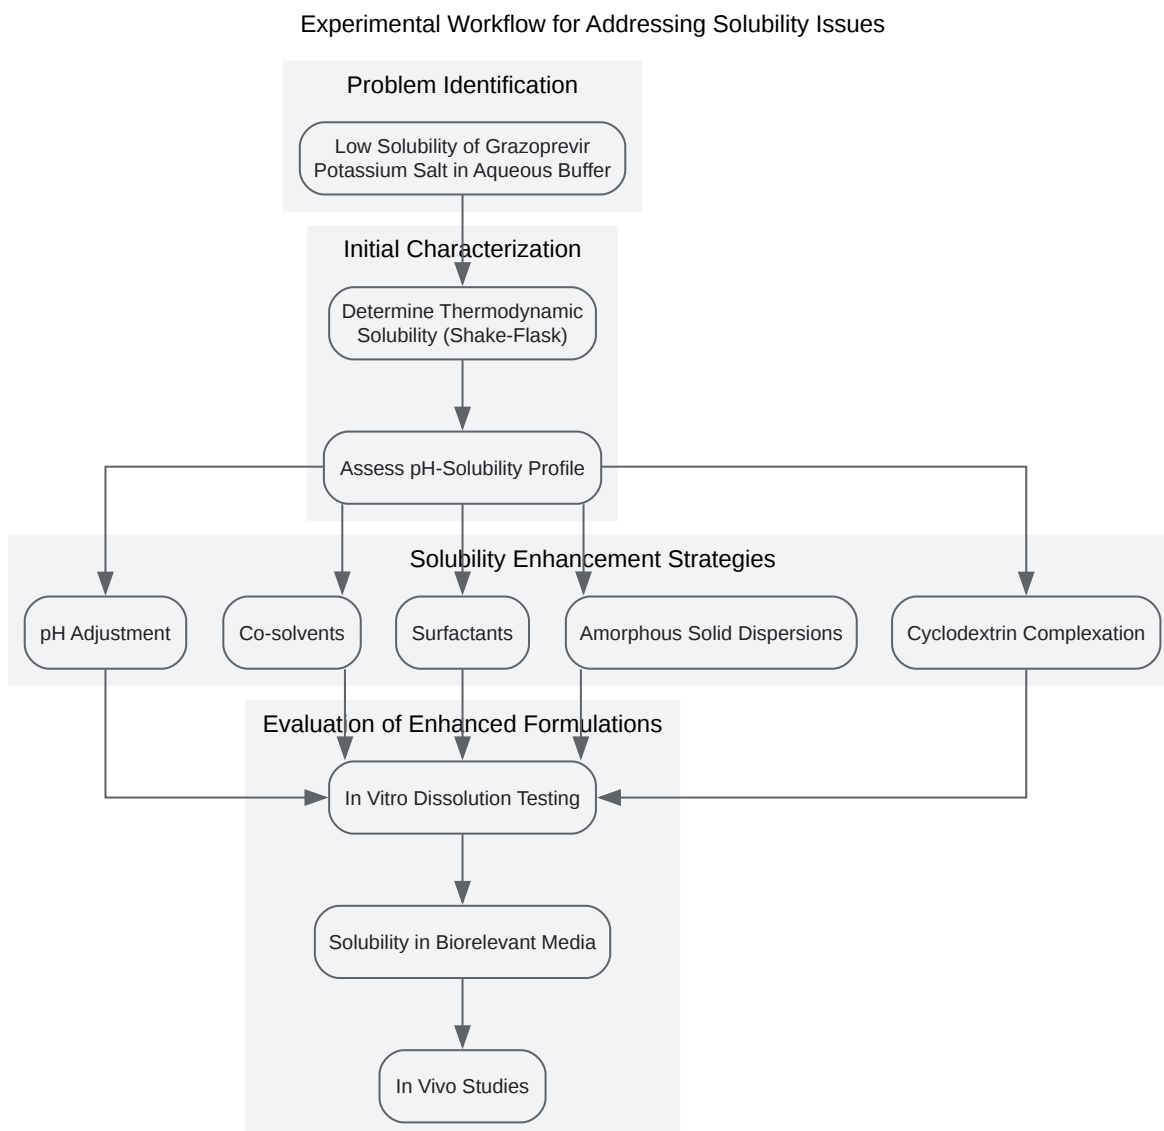 Experimental Workflow for Addressing Solubility Issues
Problem Identification
Low Solubility of Grazoprevir
Potassium Salt in Aqueous Buffer
Initial Characterization
Determine Thermodynamic
Solubility (Shake-Flask)
Assess pH-Solubility Profile
Solubility Enhancement Strategies
pH Adjustment
Co-solvents
Surfactants
Amorphous Solid Dispersions
Cyclodextrin Complexation
Evaluation of Enhanced Formulations
In Vitro Dissolution Testing
Solubility in Biorelevant Media
In Vivo Studies